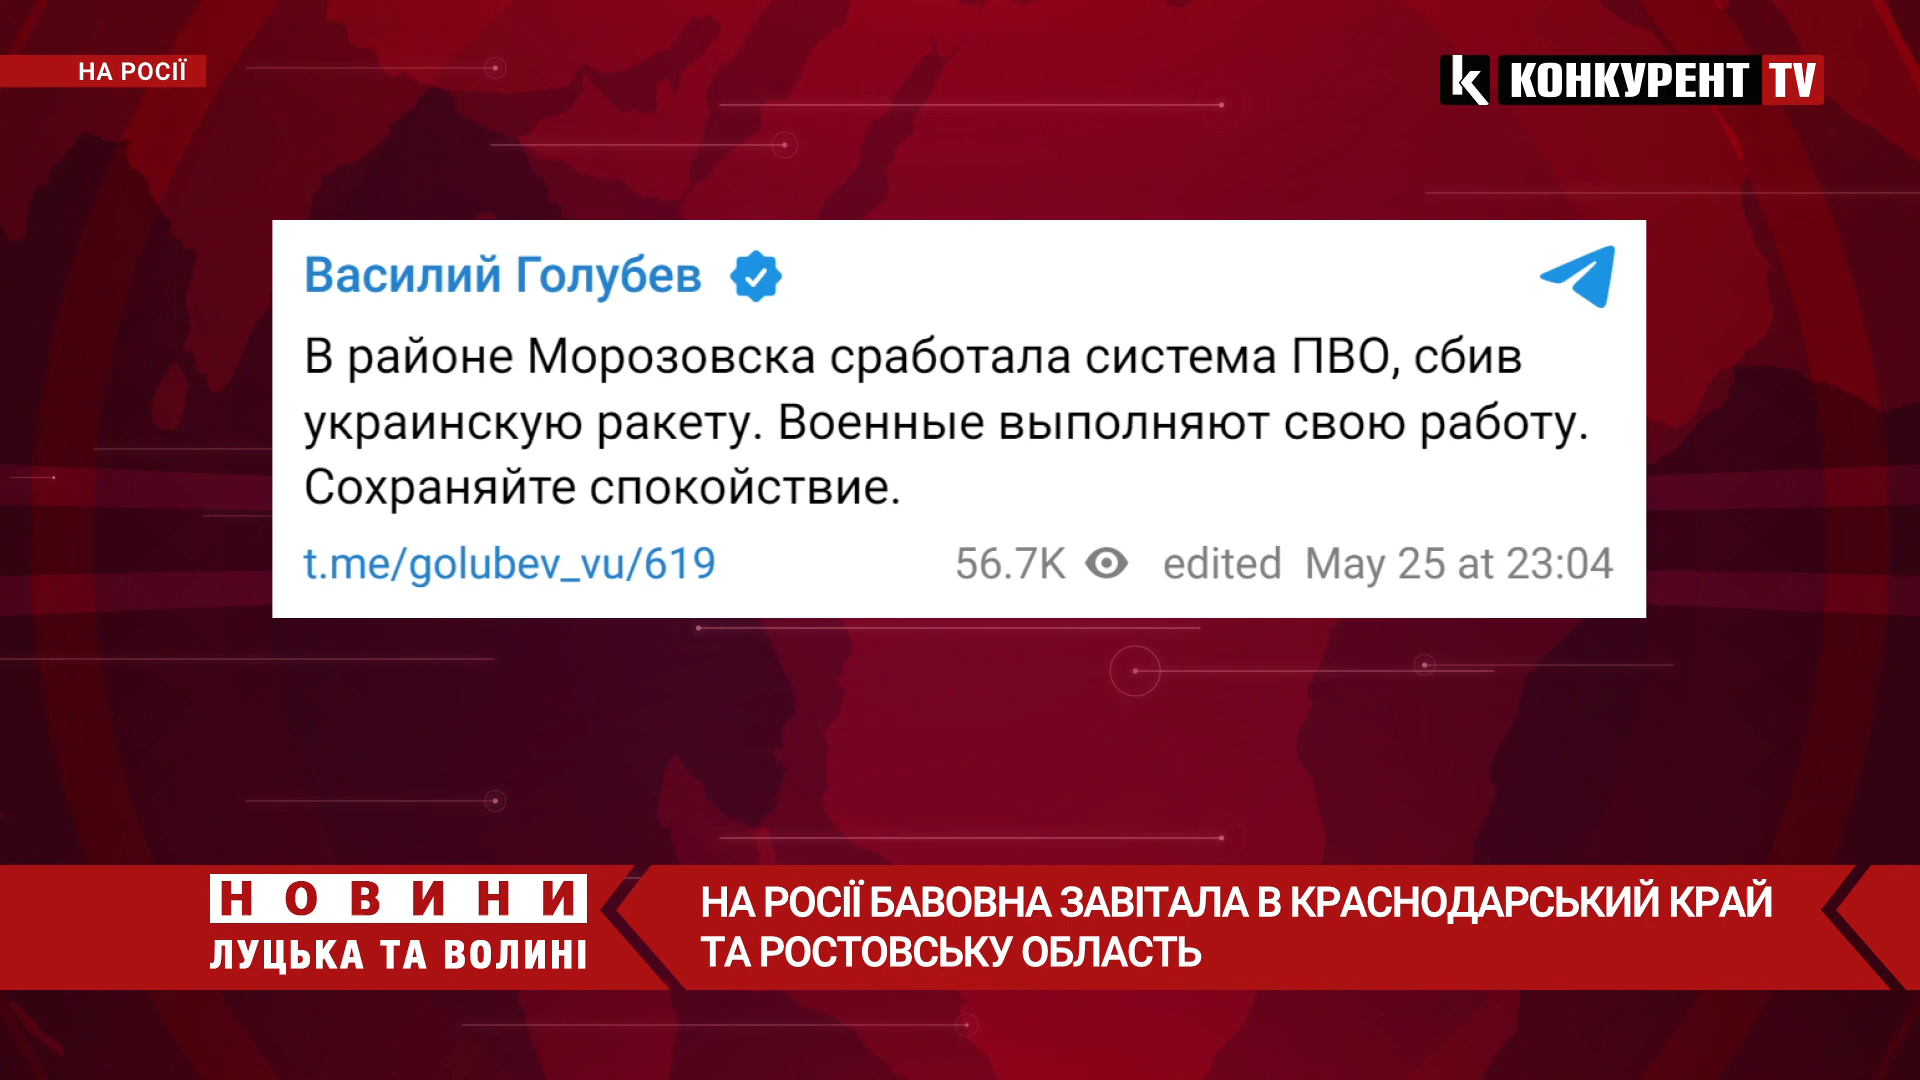 НА РОСІЇ
k КОНКУРЕНТ TV
Василий Голубев
В районе Морозовска сработала система ПВО, сбив
украинскую ракету. Военные выполняют свою работу.
Сохраняйте спокойствие.
t.me/golubev_vu/619 56.7K edited May 25 at 23:04
НОВИНИ
ЛУЦЬКА ТА ВОЛИНІ
НА РОСІЇ БАВОВНА ЗАВІТАЛА В КРАСНОДАРСЬКИЙ КРАЙ
ТА РОСТОВСЬКУ ОБЛАСТЬ